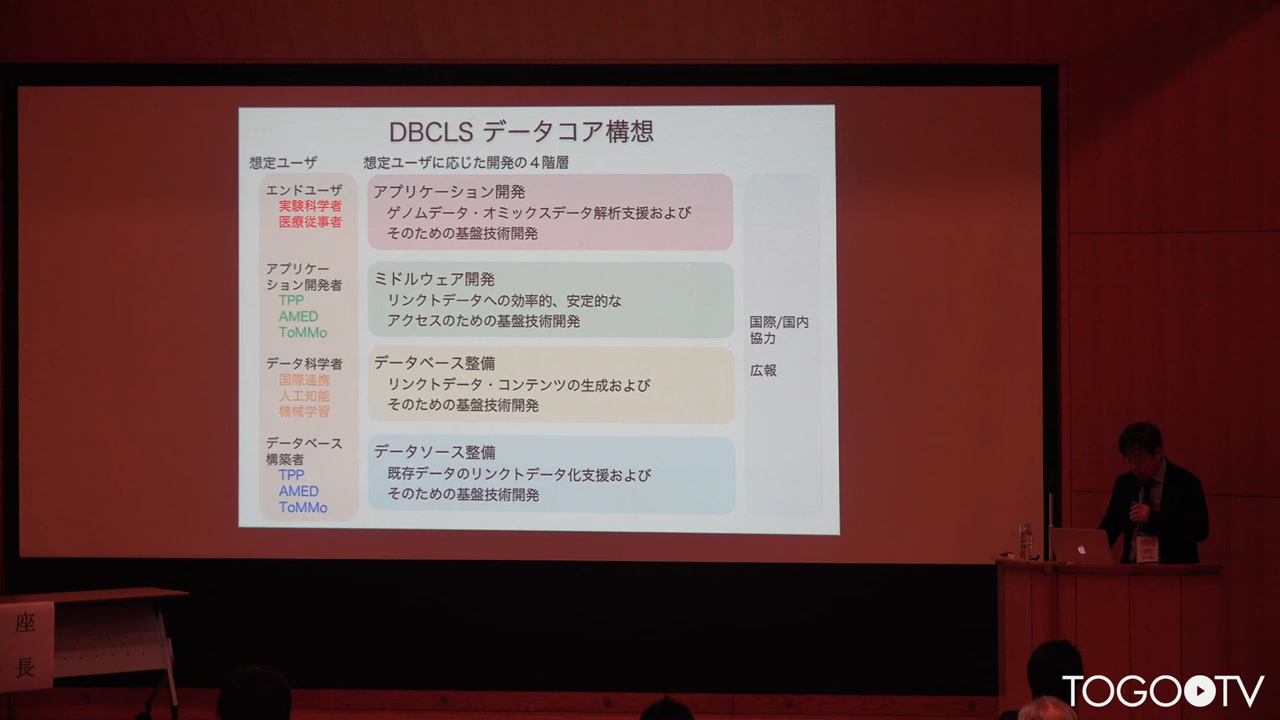 DBCLS データコア構想
想定ユーザ
想定ユーザに応じた開発の4階層
エンドユーザ
実験科学者
医療従事者
アプリケーション開発
ゲノムデータ・オミックスデータ解析支援および
そのための基盤技術開発
アプリケー
ション開発者
TPP
AMED
ToMMo
ミドルウェア開発
リンクトデータへの効率的、安定的な
アクセスのための基盤技術開発
データ科学者
国際連携
人工知能
機械学習
データベース整備
リンクトデータ・コンテンツの生成および
そのための基盤技術開発
データベース
構築者
TPP
AMED
ToMMo
データソース整備
既存データのリンクトデータ化支援および
そのための基盤技術開発
国際/国内
協力
広報
座
長
TOGOTV